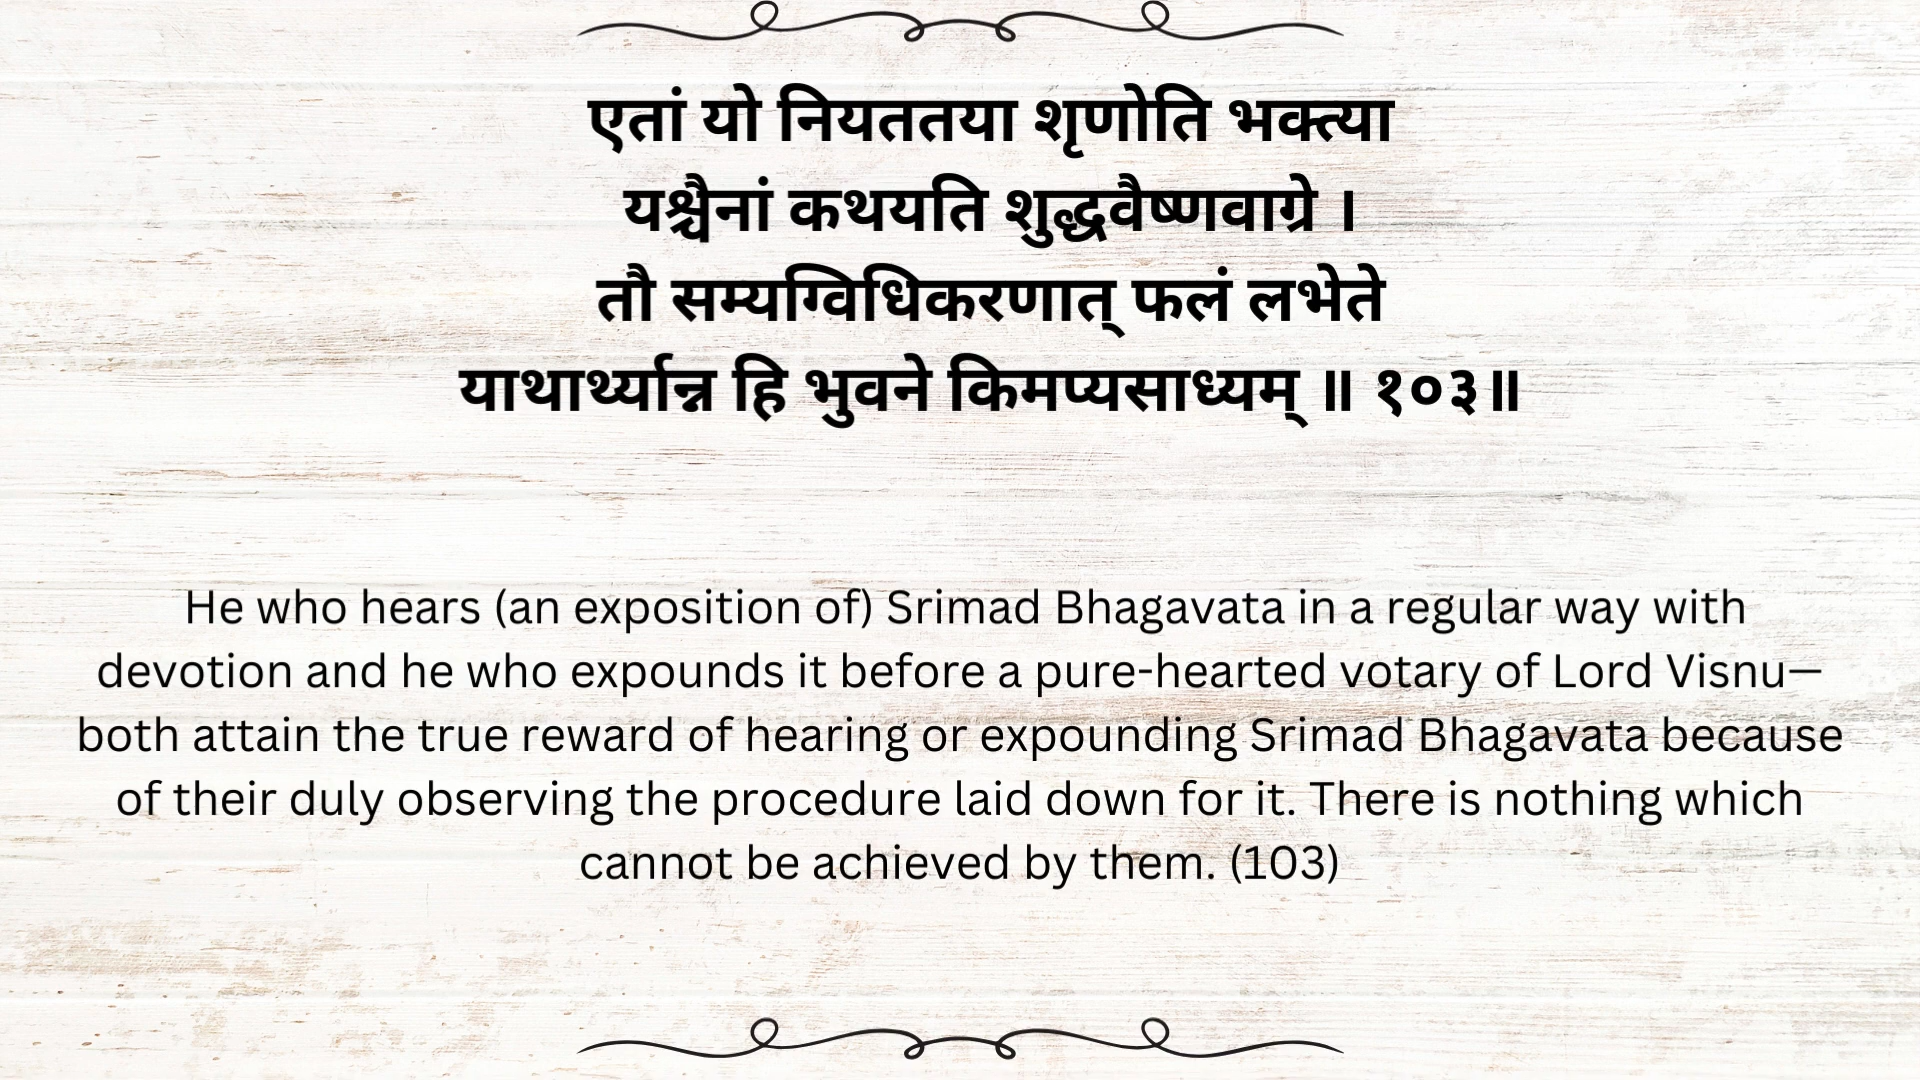 एतां यो नियततया शृणोति भक्त्या
यश्चैनां कथयति शुद्धवैष्णवाग्रे ।
तौ सम्यग्विधिकरणात् फलं लभेते
याथार्थ्यान्न हि भुवने किमप्यसाध्यम् ॥ १०३॥
He who hears (an exposition of) Srimad Bhagavata in a regular way with
devotion and he who expounds it before a pure-hearted votary of Lord Visnu—
both attain the true reward of hearing or expounding Srimad Bhagavata because
of their duly observing the procedure laid down for it. There is nothing which
cannot be achieved by them. (103)